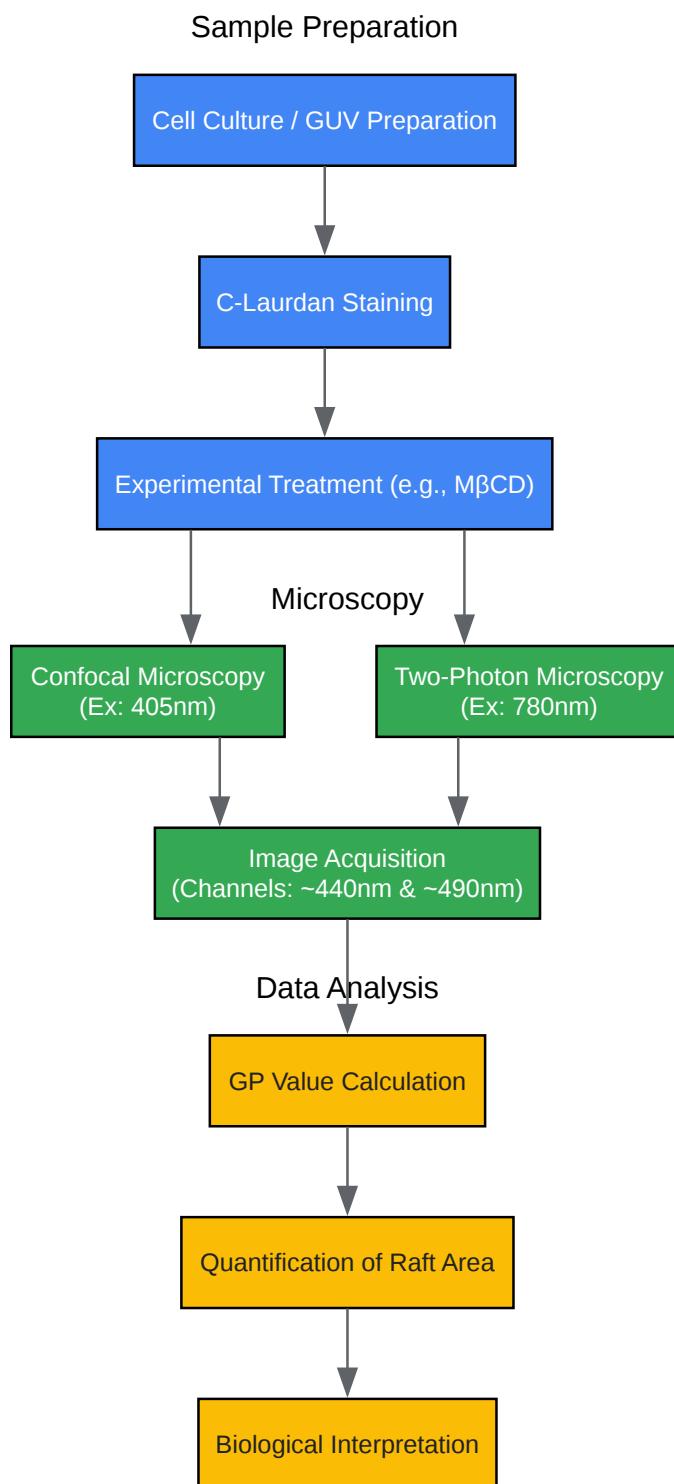 Sample Preparation
Cell Culture / GUV Preparation
C-Laurdan Staining
Experimental Treatment (e.g., MβCD)
Microscopy
Confocal Microscopy
(Ex: 405nm)
Two-Photon Microscopy
(Ex: 780nm)
Image Acquisition
(Channels: ~440nm & ~490nm)
Data Analysis
GP Value Calculation
Quantification of Raft Area
Biological Interpretation